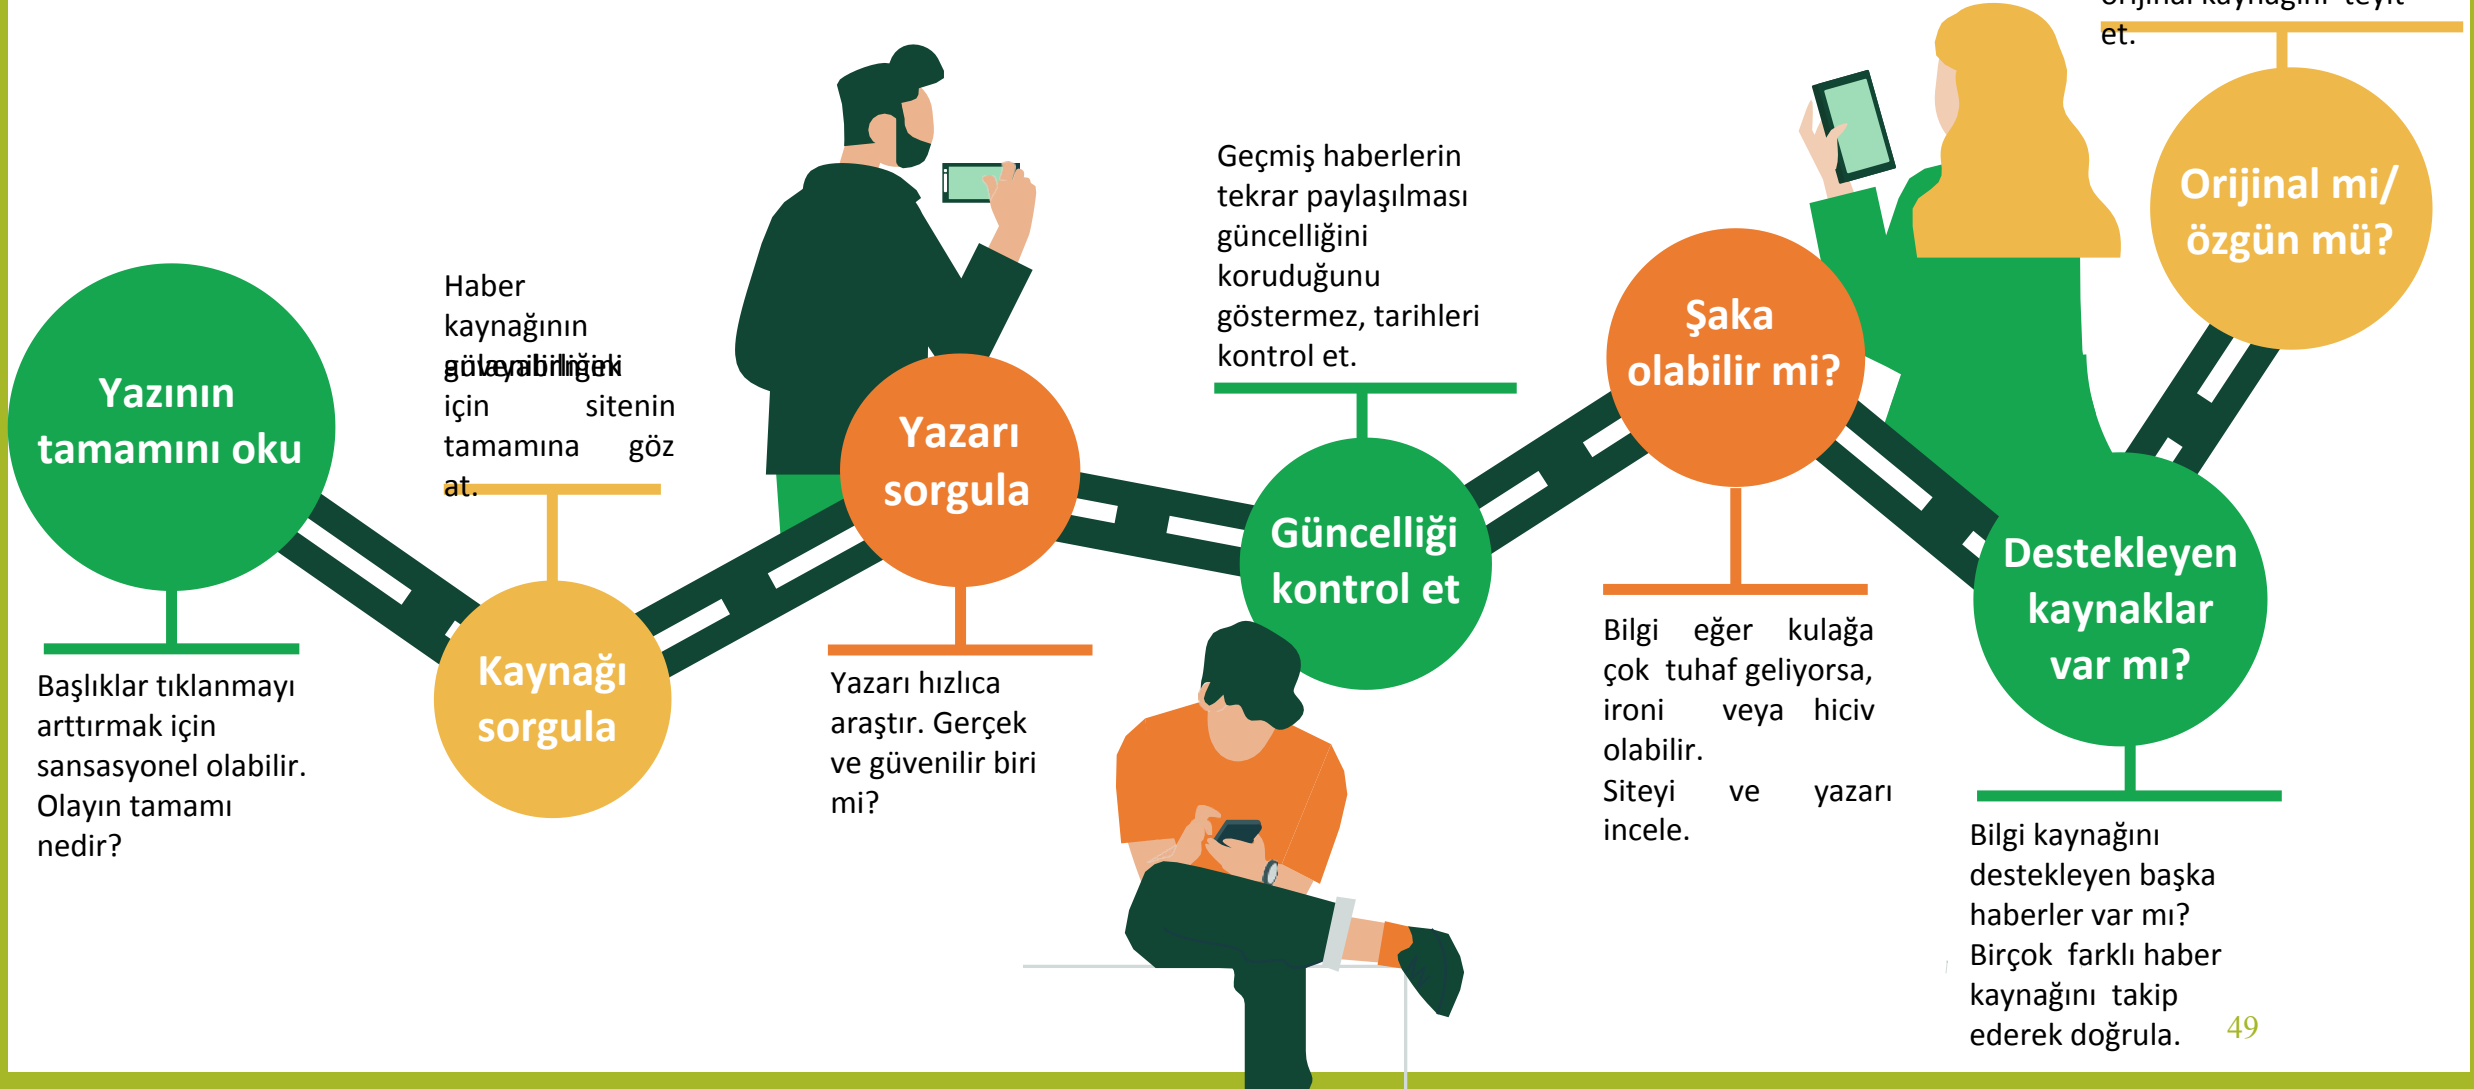 Yazının
tamamını oku
Başlıklar tıklanmayı
arttırmak için
sansasyonel olabilir.
Olayın tamamı
nedir?
Haber
kaynağının
için sitenin
tamamına göz
at.
Kaynağı
sorgula
Yazarı
sorgula
Yazarı hızlıca
araştır. Gerçek
ve güvenilir biri
mi?
Geçmiş haberlerin
tekrar paylaşılması
güncelliğini
koruduğunu
göstermez, tarihleri
kontrol et.
Güncelliği
kontrol et
Şaka
olabilir mi?
Bilgi eğer kulağa
çok tuhaf geliyorsa,
ironi veya hiciv
olabilir.
Siteyi ve yazarı
incele.
Destekleyen
kaynaklar
var mı?
Bilgi kaynağını
destekleyen başka
haberler var mı?
Birçok farklı haber
kaynağını takip
ederek doğrula.
orijinal kaynağını teyit
et.
Orijinal mi/
özgün mü?
49